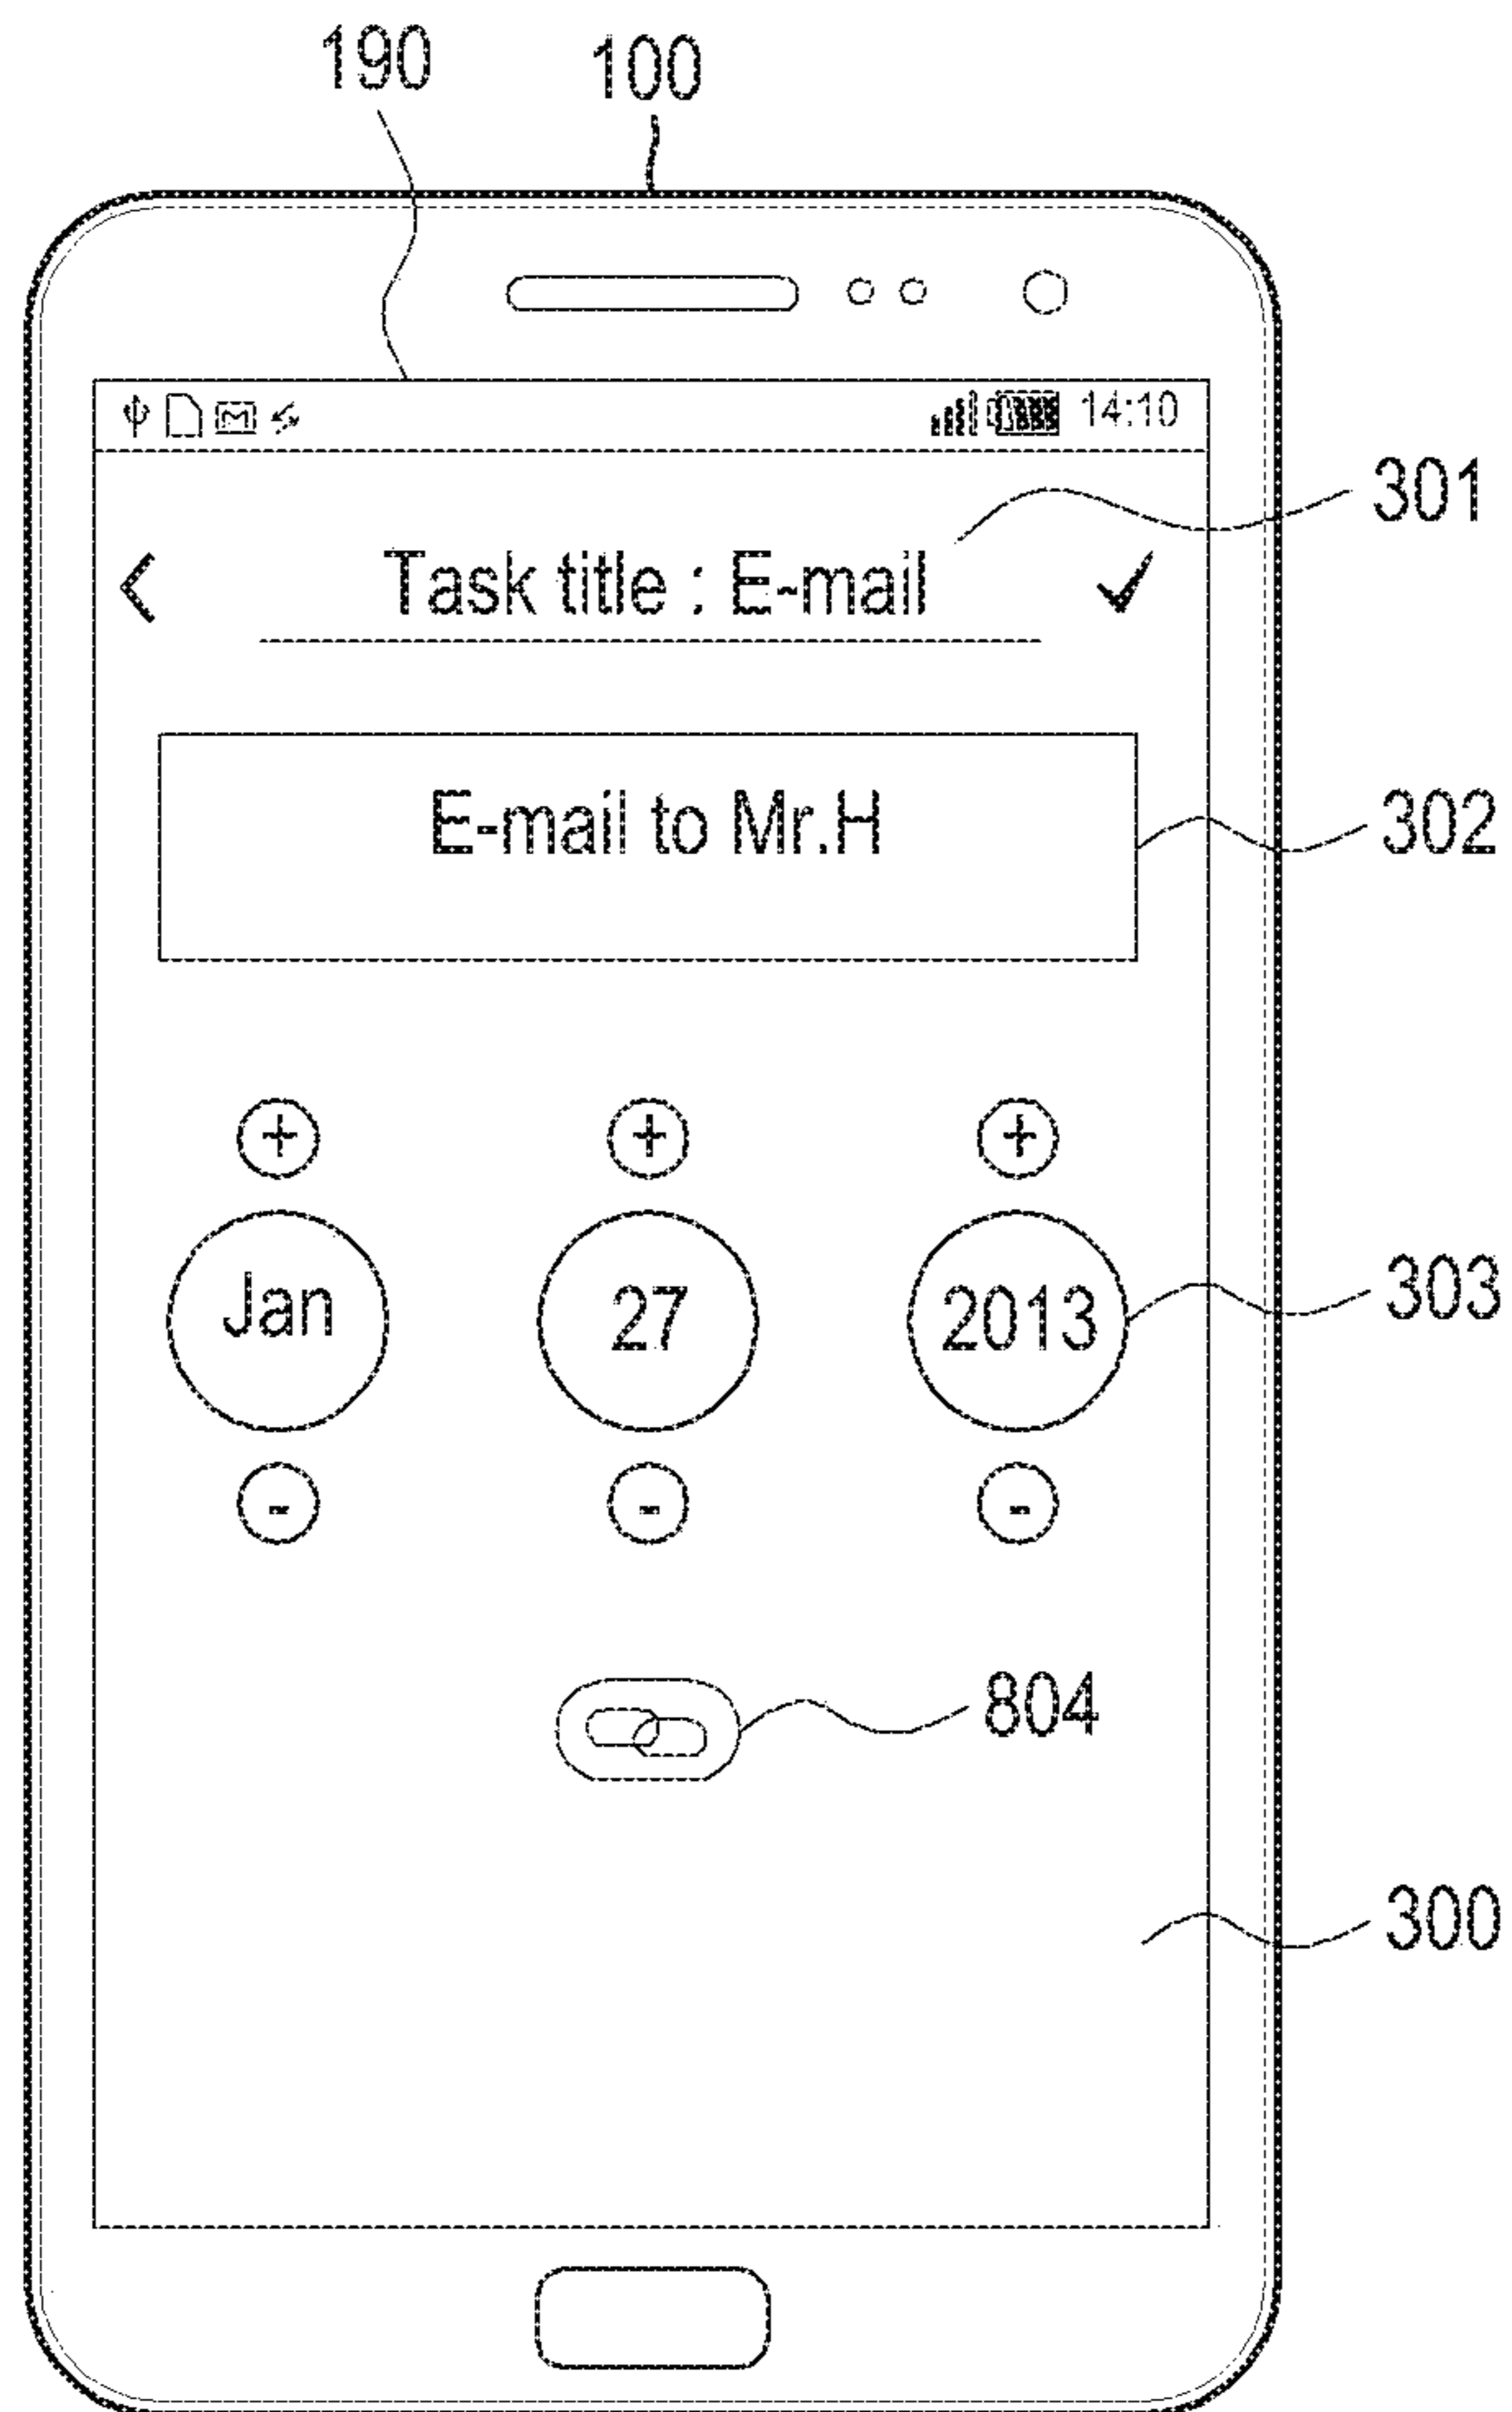 190 100
14:10
301
Task title : E-mail
E-mail to Mr.H
302
+ + +
Jan 27 2013
303
- - -
804
300